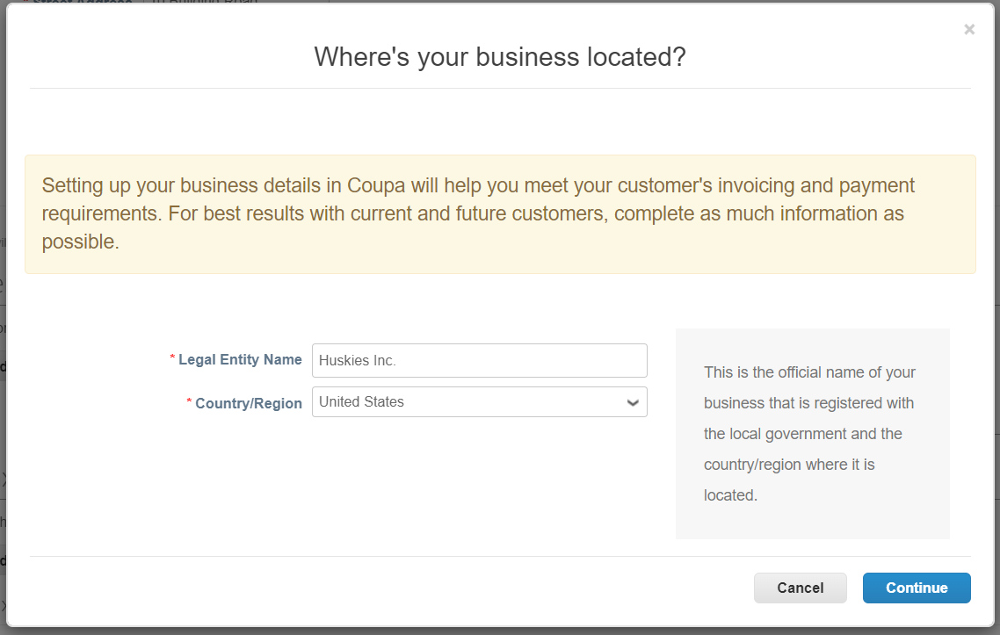 Street Address
Where's your business located?
Setting up your business details in Coupa will help you meet your customer's invoicing and payment
requirements. For best results with current and future customers, complete as much information as
possible.
* Legal Entity Name Huskies Inc.
* Country/Region United States
This is the official name of your
business that is registered with
the local government and the
country/region where it is
located.
Cancel Continue